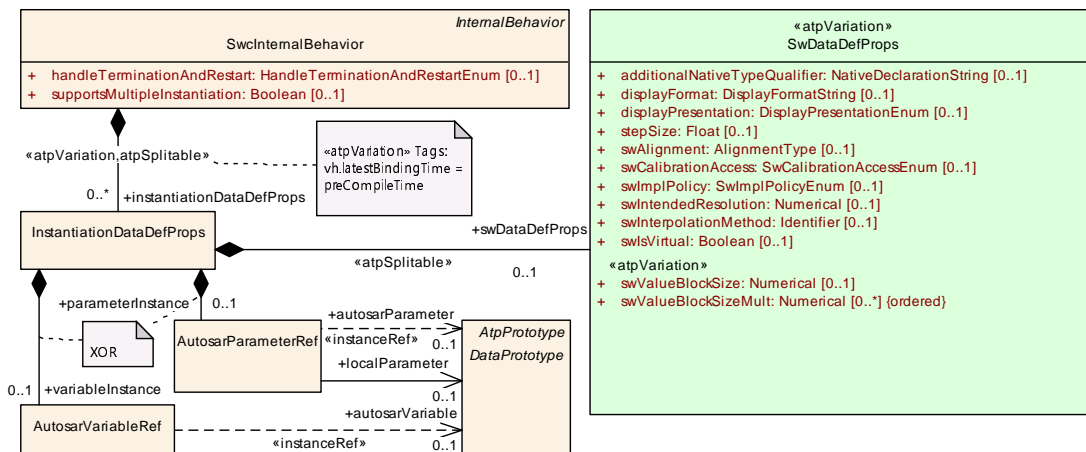 InternalBehavior
SwcInternalBehavior
+ handleTerminationAndRestart: HandleTerminationAndRestartEnum [0..1]
+ supportsMultipleInstantiation: Boolean [0..1]
«atpVariation»
SwDataDefProps
+ additionalNativeTypeQualifier: NativeDeclarationString [0..1]
+ displayFormat: DisplayFormatString [0..1]
+ displayPresentation: DisplayPresentationEnum [0..1]
+ stepSize: Float [0..1]
+ swAlignment: AlignmentType [0..1]
+ swCalibrationAccess: SwCalibrationAccessEnum [0..1]
+ swImplPolicy: SwImplPolicyEnum [0..1]
+ swIntendedResolution: Numerical [0..1]
+ swInterpolationMethod: Identifier [0..1]
+ swIsVirtual: Boolean [0..1]
«atpVariation»
+ swValueBlockSize: Numerical [0..1]
+ swValueBlockSizeMult: Numerical [0..*] {ordered}
«atpVariation,atpSplitable»
«atpVariation» Tags:
vh.latestBindingTime =
preCompileTime
0..*
+instantiationDataDefProps
InstantiationDataDefProps
+swDataDefProps
«atpSplitable»
0..1
+parameterInstance
0..1
XOR
AutosarParameterRef
+autosarParameter
«instanceRef»
0..1
+localParameter
0..1
AtpPrototype
DataPrototype
0..1
+variableInstance
AutosarVariableRef
+autosarVariable
«instanceRef»
0..1